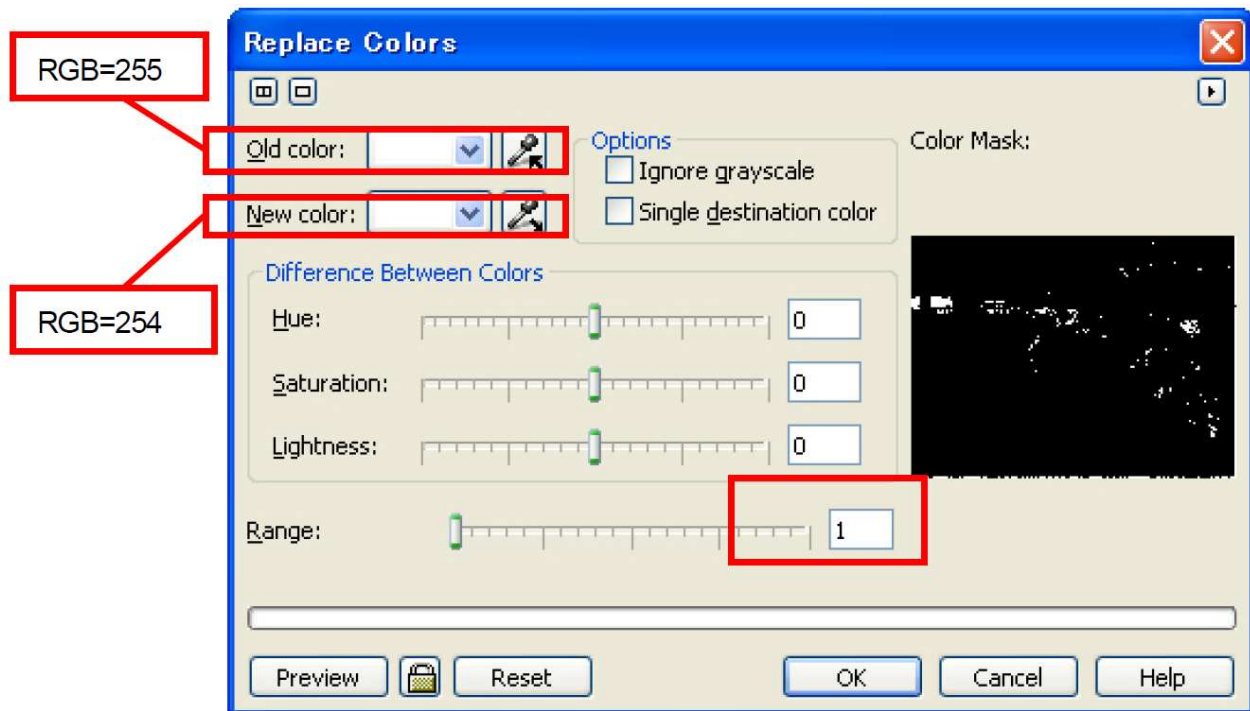 Replace Colors
RGB=255
Old color:
Options
Color Mask:
Ignore grayscale
New color:
Single destination color
RGB=254
Difference Between Colors
Hue:
0
Saturation:
0
Lightness:
0
Range:
1
Preview
Reset
OK
Cancel
Help